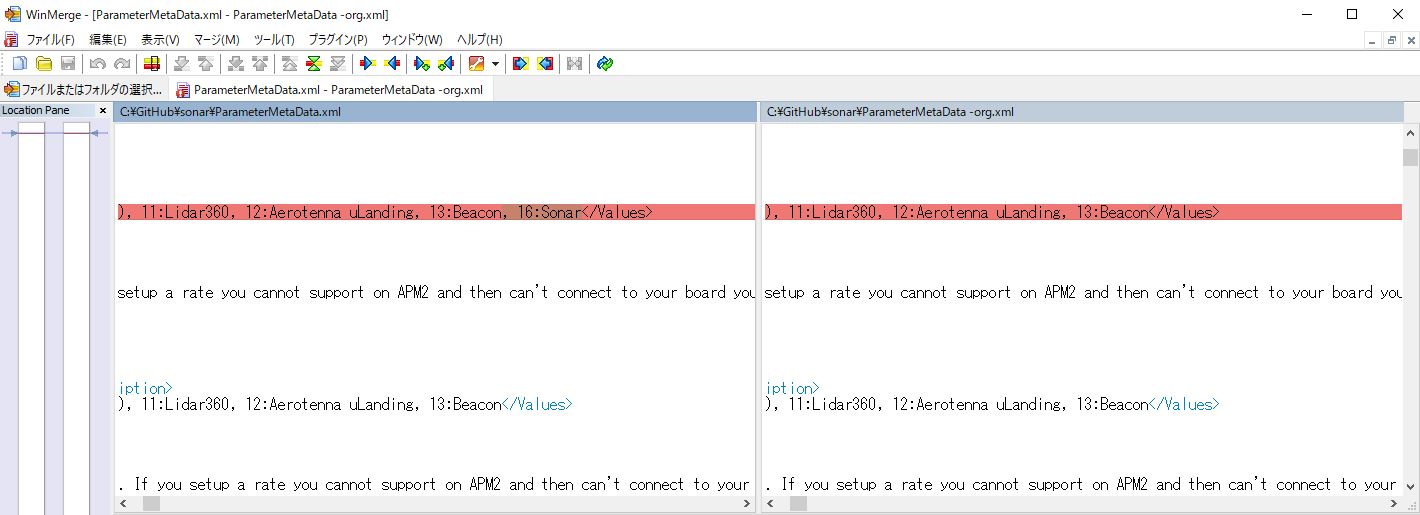 WinMerge - [ParameterMetaData.xml - ParameterMetaData -org.xml]
ファイル(F) 編集(E) 表示(V) マージ(M) ツール(T) プラグイン(P) ウィンドウ(W) ヘルプ(H)
ファイルまたはフォルダの選択... ParameterMetaData.xml - ParameterMetaData -org.xml
Location Pane
C:¥GitHub¥sonar¥ParameterMetaData.xml
), 11:Lidar360, 12:Aerotenna uLanding, 13:Beacon, 16:Sonar</Values>
setup a rate you cannot support on APM2 and then can't connect to your board you
iption>
), 11:Lidar360, 12:Aerotenna uLanding, 13:Beacon</Values>
. If you setup a rate you cannot support on APM2 and then can't connect to your
C:¥GitHub¥sonar¥ParameterMetaData -org.xml
), 11:Lidar360, 12:Aerotenna uLanding, 13:Beacon</Values>
setup a rate you cannot support on APM2 and then can't connect to your board you
iption>
), 11:Lidar360, 12:Aerotenna uLanding, 13:Beacon</Values>
. If you setup a rate you cannot support on APM2 and then can't connect to your